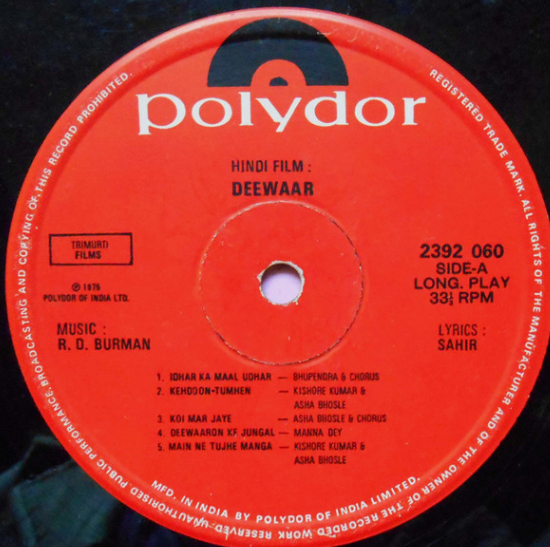 polydor
HINDI FILM :
DEEWAAR
TRIMURTI
FILMS
℗ 1975
POLYDOR OF INDIA LTD.
2392 060
SIDE-A
LONG. PLAY
33⅓ RPM
MUSIC :
R. D. BURMAN
LYRICS :
SAHIR
1. IDHAR KA MAAL UDHAR — BHUPENDRA & CHORUS
2. KEHDOON-TUMHEN — KISHORE KUMAR &
ASHA BHOSLE
3. KOI MAR JAYE — ASHA BHOSLE & CHORUS
4. DEEWAARON KF JUNGAL — MANNA DEY
5. MAIN NE TUJHE MANGA — KISHORE KUMAR &
ASHA BHOSLE
MFD. IN INDIA BY POLYDOR OF INDIA LIMITED.
REGISTERED TRADE MARK. ALL RIGHTS OF THE MANUFACTURER AND OF THE OWNER OF THE RECORDED WORK RESERVED. UNAUTHORISED PUBLIC PERFORMANCE, BROADCASTING AND COPYING OF THIS RECORD PROHIBITED.